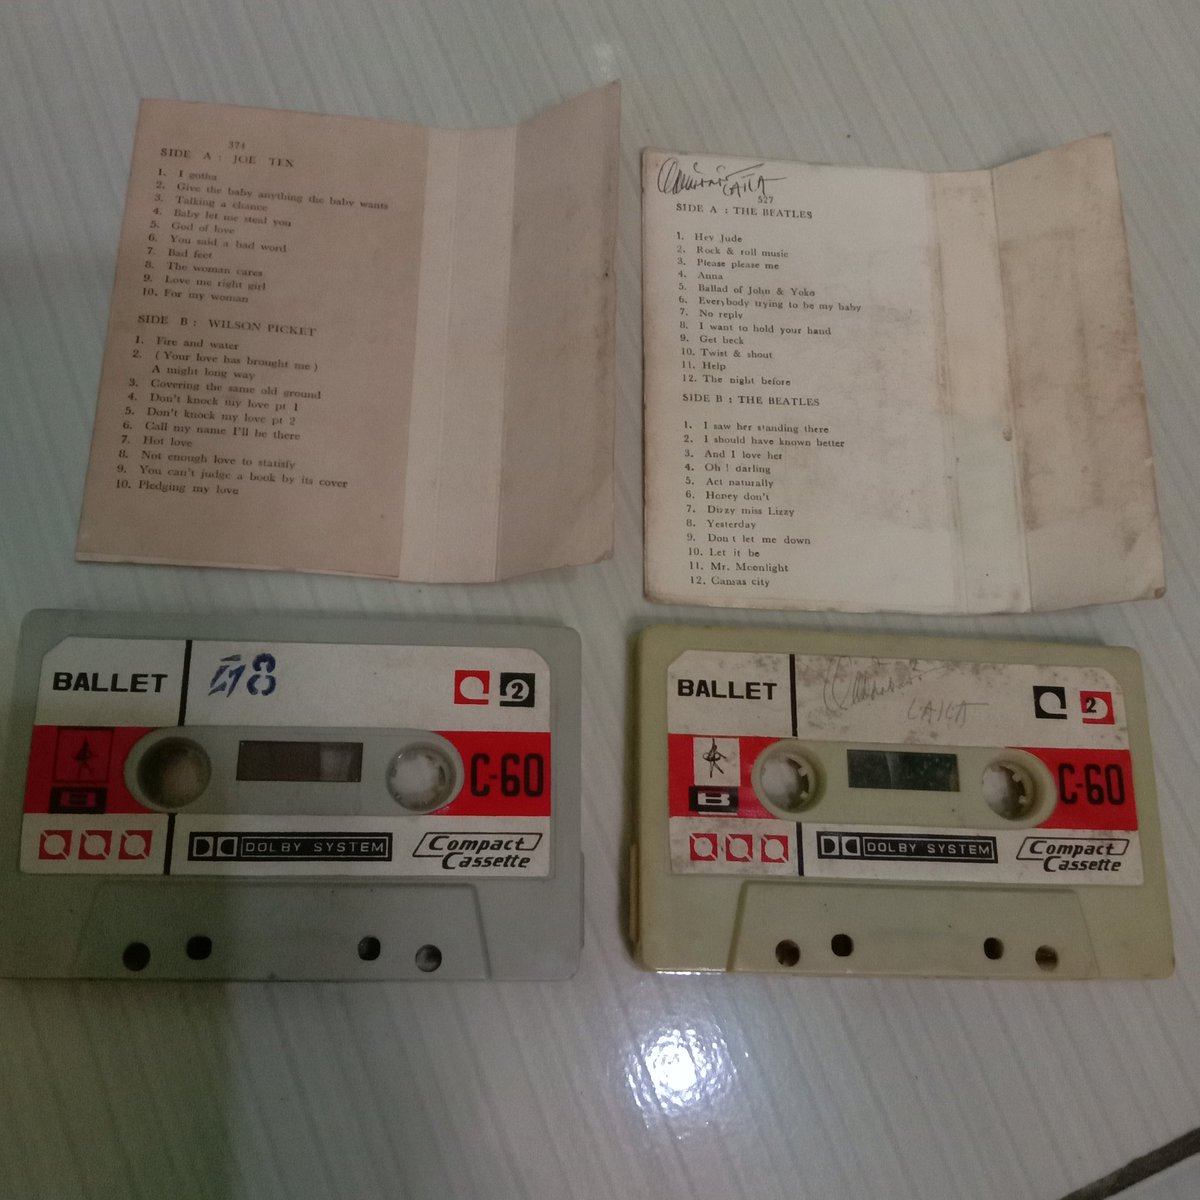 374
SIDE A : JOE TEX
1. I gotha
2. Give the baby anything the baby wants
3. Talking a chance
4. Baby let me steal you
5. God of love
6. You said a bad word
7. Bad feet
8. The woman cares
9. Love me right girl
10. For my woman
SIDE B : WILSON PICKET
1. Fire and water
2. (Your love has brought me)
A might long way
3. Covering the same old ground
4. Don't knock my love pt 1
5. Don't knock my love pt 2
6. Call my name I'll be there
7. Hot love
8. Not enough love to statisfy
9. You can't judge a book by its cover
10. Pledging my love
LAILA
527
SIDE A : THE BEATLES
1. Hey Jude
2. Rock & roll music
3. Please please me
4. Anna
5. Ballad of John & Yoko
6. Everybody trying to be my baby
7. No reply
8. I want to hold your hand
9. Get beck
10. Twist & shout
11. Help
12. The night before
SIDE B : THE BEATLES
1. I saw her standing there
2. I should have known better
3. And I love her
4. Oh ! darling
5. Act naturally
6. Honey don't
7. Dizzy miss Lizzy
8. Yesterday
9. Don t let me down
10. Let it be
11. Mr. Moonlight
12. Cansas city
BALLET
2
B
C-60
DOLBY SYSTEM
Compact
Cassette
BALLET
LAILA
2
B
C-60
DOLBY SYSTEM
Compact
Cassette